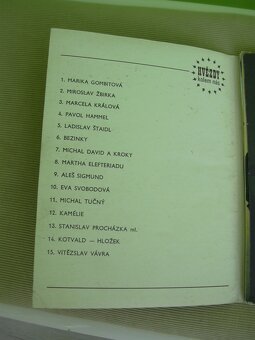 HVĚZDY
kolem nás
1. MARIKA GOMBITOVÁ
2. MIROSLAV ŽBIRKA
3. MARCELA KRÁLOVÁ
4. PAVOL HAMMEL
5. LADISLAV ŠTAIDL
6. BEZINKY
7. MICHAL DAVID A KROKY
8. MARTHA ELEFTERIADU
9. ALEŠ SIGMUND
10. EVA SVOBODOVÁ
11. MICHAL TUČNÝ
12. KAMÉLIE
13. STANISLAV PROCHÁZKA ml.
14. KOTVALD — HLOŽEK
15. VÍTĚZSLAV VÁVRA